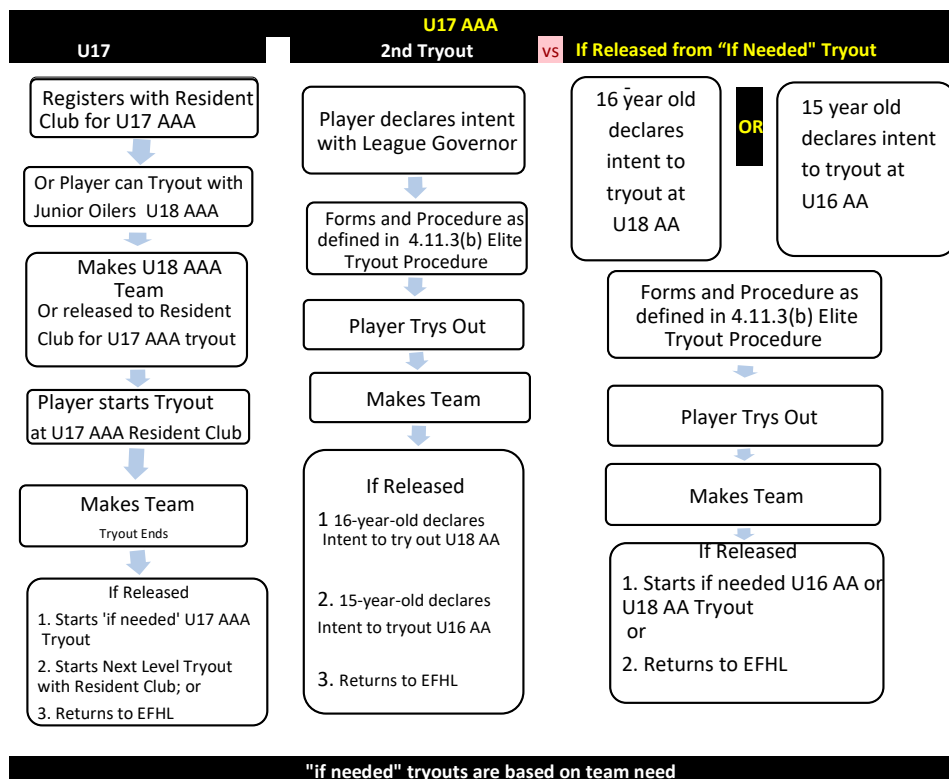 U17 AAA
U17
2nd Tryout
vs
If Released from “If Needed" Tryout
Registers with Resident
Club for U17 AAA
Or Player can Tryout with
Junior Oilers U18 AAA
Makes U18 AAA
Team
Or released to Resident
Club for U17 AAA tryout
Player starts Tryout
at U17 AAA Resident Club
Makes Team
Tryout Ends
If Released
1. Starts 'if needed' U17 AAA
Tryout
2. Starts Next Level Tryout
with Resident Club; or
3. Returns to EFHL
Player declares intent
with League Governor
Forms and Procedure as
defined in 4.11.3(b) Elite
Tryout Procedure
Player Trys Out
Makes Team
If Released
1 16-year-old declares
Intent to try out U18 AA
2. 15-year-old declares
Intent to tryout U16 AA
3. Returns to EFHL
16 year old
declares
intent to
tryout at
U18 AA
OR
15 year old
declares intent
to tryout at
U16 AA
Forms and Procedure as
defined in 4.11.3(b) Elite
Tryout Procedure
Player Trys Out
Makes Team
If Released
1. Starts if needed U16 AA or
U18 AA Tryout
or
2. Returns to EFHL
"if needed" tryouts are based on team need